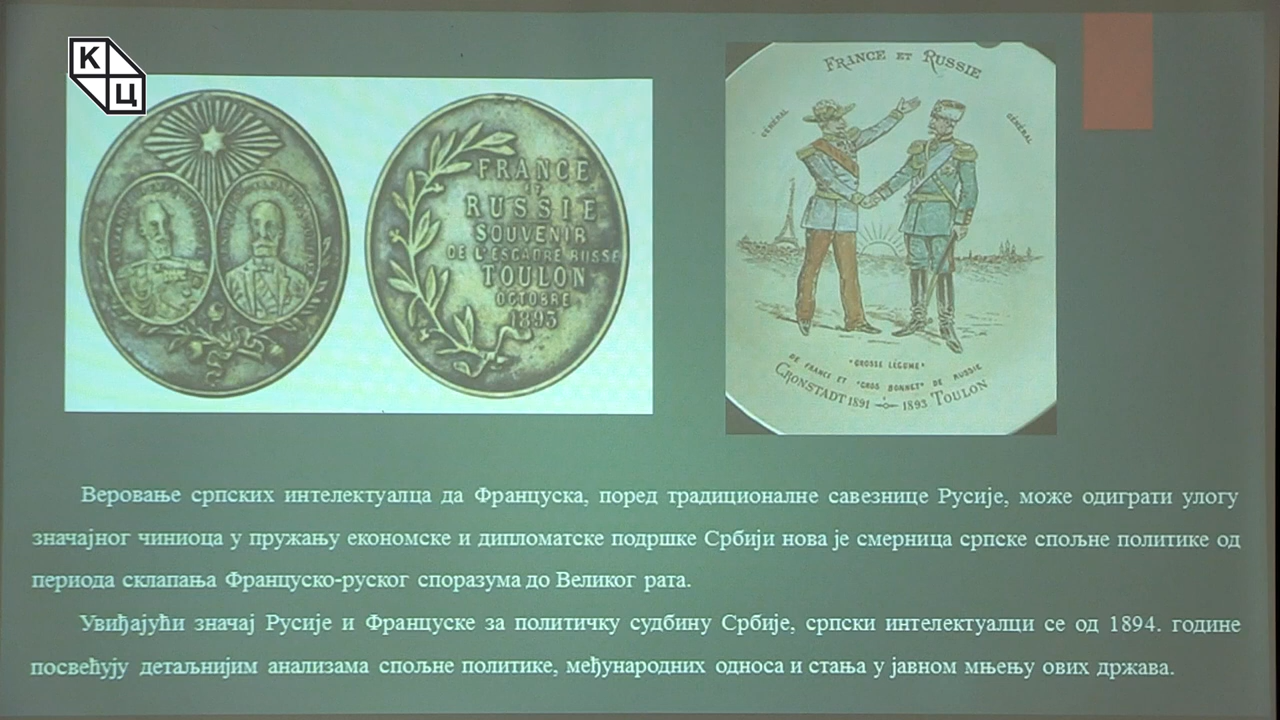 К
Ц
FRANCE
ET
RUSSIE
SOUVENIR
DE L'ESCADRE RUSSE
TOULON
OCTOBRE
1893
FRANCE ET RUSSIE
GÉNÉRAL
GÉNÉRAL
"GROSSE LÉGUME"
DE FRANCE ET "GROS BONNET" DE RUSSIE
CRONSTADT 1891 1893 TOULON
Веровање српских интелектуалца да Француска, поред традиционалне савезнице Русије, може одиграти улогу
значајног чиниоца у пружању економске и дипломатске подршке Србији нова је смерница српске спољне политике од
периода склапања Француско-руског споразума до Великог рата.
Увиђајући значај Русије и Француске за политичку судбину Србије, српски интелектуалци се од 1894. године
посвећују детаљнијим анализама спољне политике, међународних односа и стања у јавном мњењу ових држава.